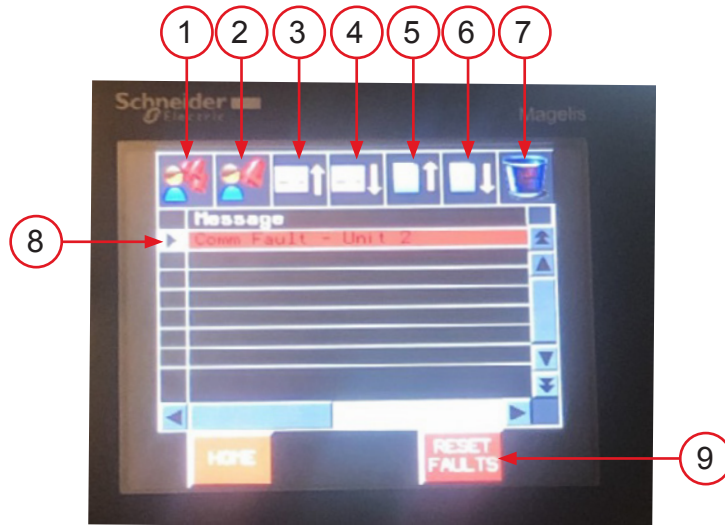 1 2 3 4 5 6 7
Schneider
Electric
Magelis
Message
8
Comm Fault - Unit 2
HOME
RESET
FAULTS
9